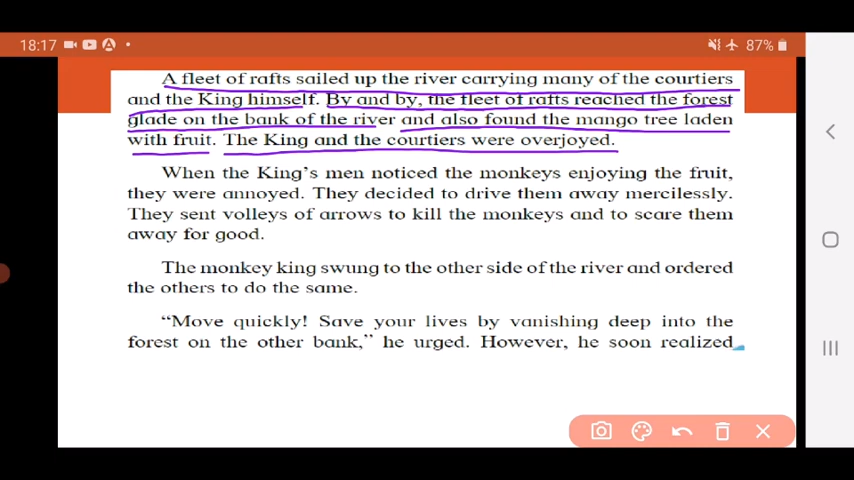 18:17
87%
A fleet of rafts sailed up the river carrying many of the courtiers
and the King himself. By and by, the fleet of rafts reached the forest
glade on the bank of the river and also found the mango tree laden
with fruit. The King and the courtiers were overjoyed.
When the King's men noticed the monkeys enjoying the fruit,
they were annoyed. They decided to drive them away mercilessly.
They sent volleys of arrows to kill the monkeys and to scare them
away for good.
The monkey king swung to the other side of the river and ordered
the others to do the same.
“Move quickly! Save your lives by vanishing deep into the
forest on the other bank,” he urged. However, he soon realized